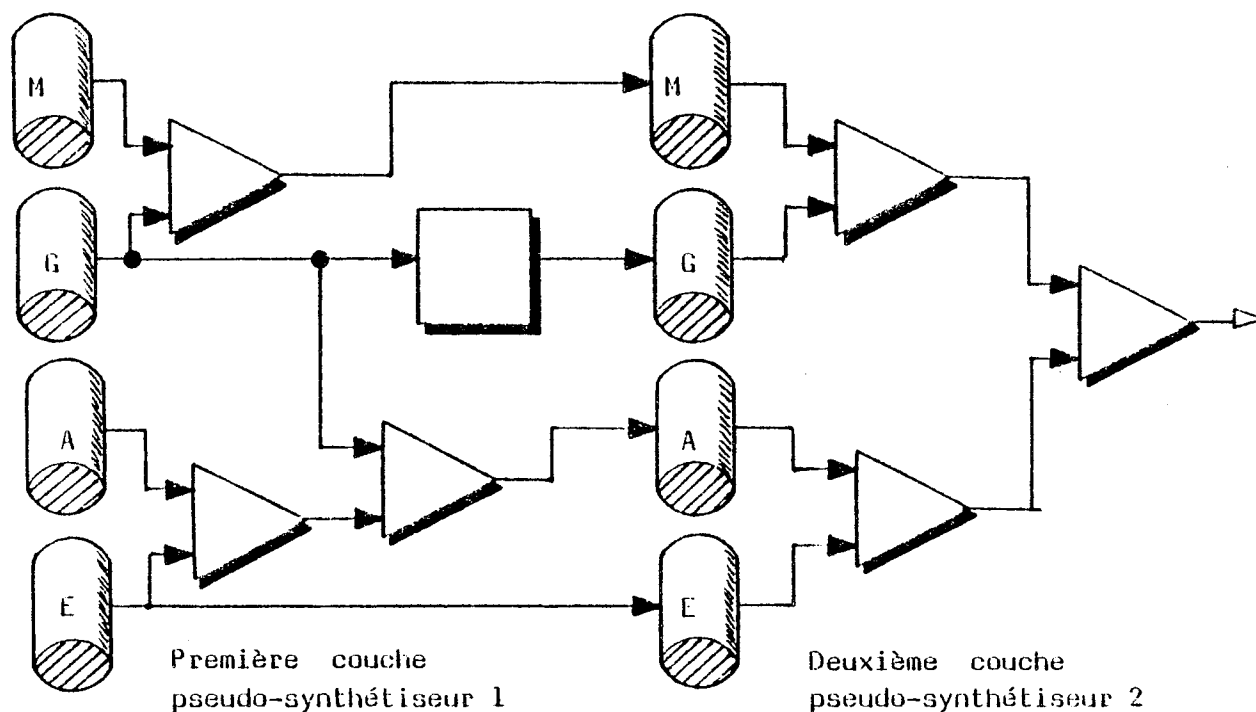 M
M
G
G
A
A
E
E
Première couche
pseudo-synthétiseur 1
Deuxième couche
pseudo-synthétiseur 2